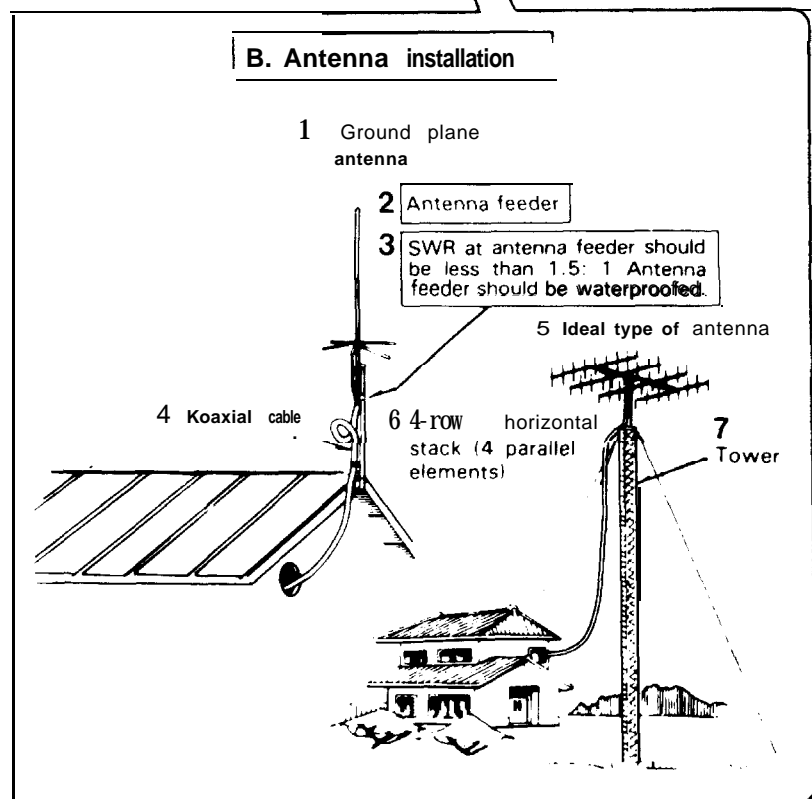 B. Antenna installation
1 Ground plane
antenna
2 Antenna feeder
3 SWR at antenna feeder should
be less than 1.5: 1 Antenna
feeder should be waterproofed.
5 Ideal type of antenna
4 Koaxial cable
6 4-row horizontal
stack (4 parallel
elements)
7
Tower